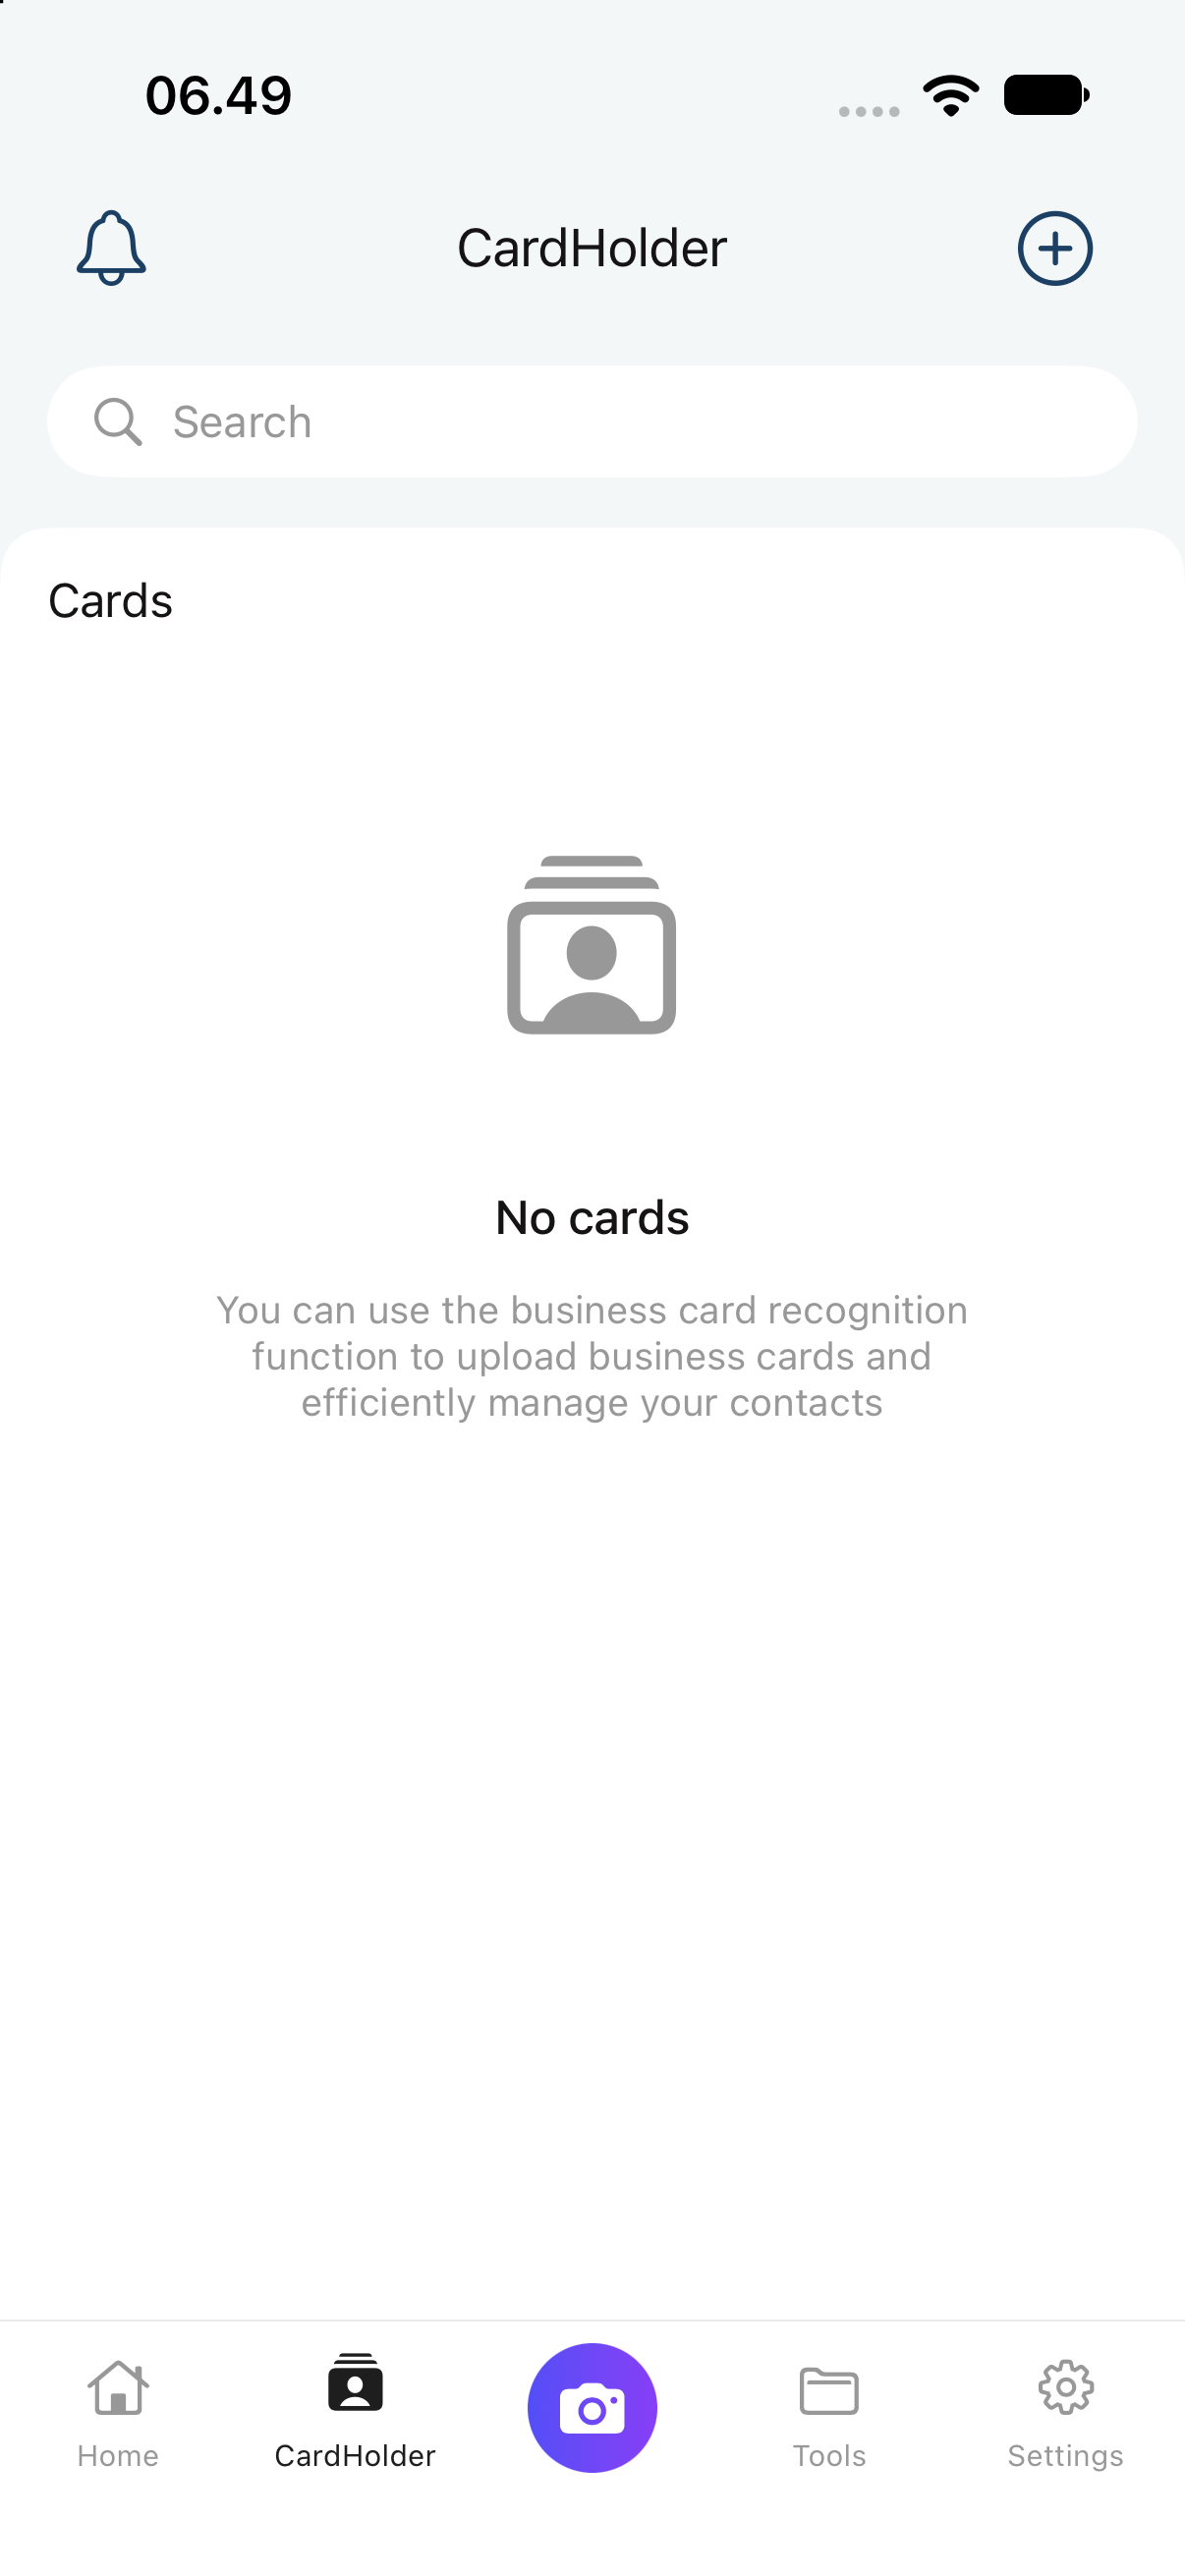 06.49
CardHolder
Search
Cards
No cards
You can use the business card recognition
function to upload business cards and
efficiently manage your contacts
Home
CardHolder
Tools
Settings